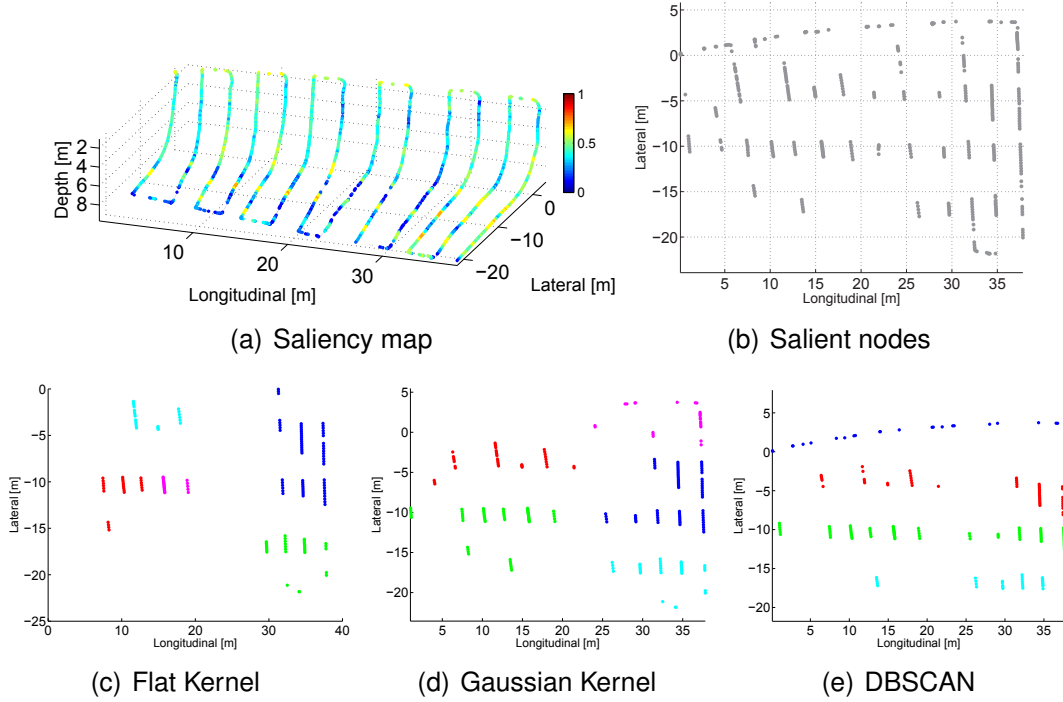 1
0.5
0
2
4
6
8
Depth [m]
10
20
30
Longitudinal [m]
0
−10
−20
Lateral [m]
(a) Saliency map
5
0
−5
−10
−15
−20
Lateral [m]
5 10 15 20 25 30 35
Longitudinal [m]
(b) Salient nodes
0
−5
−10
−15
−20
−25
Lateral [m]
0 10 20 30 40
Longitudinal [m]
(c) Flat Kernel
5
0
−5
−10
−15
−20
Lateral [m]
5 10 15 20 25 30 35
Longitudinal [m]
(d) Gaussian Kernel
5
0
−5
−10
−15
−20
Lateral [m]
5 10 15 20 25 30 35
Longitudinal [m]
(e) DBSCAN